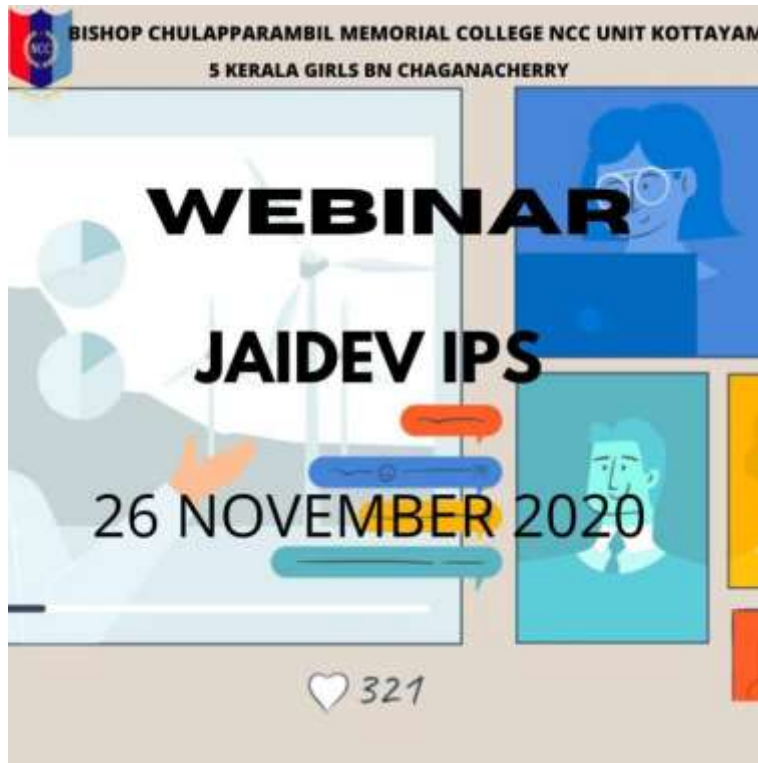 NCC
BISHOP CHULAPPARAMBIL MEMORIAL COLLEGE NCC UNIT KOTTAYAM
5 KERALA GIRLS BN CHAGANACHERRY
WEBINAR
JAIDEV IPS
26 NOVEMBER 2020
321